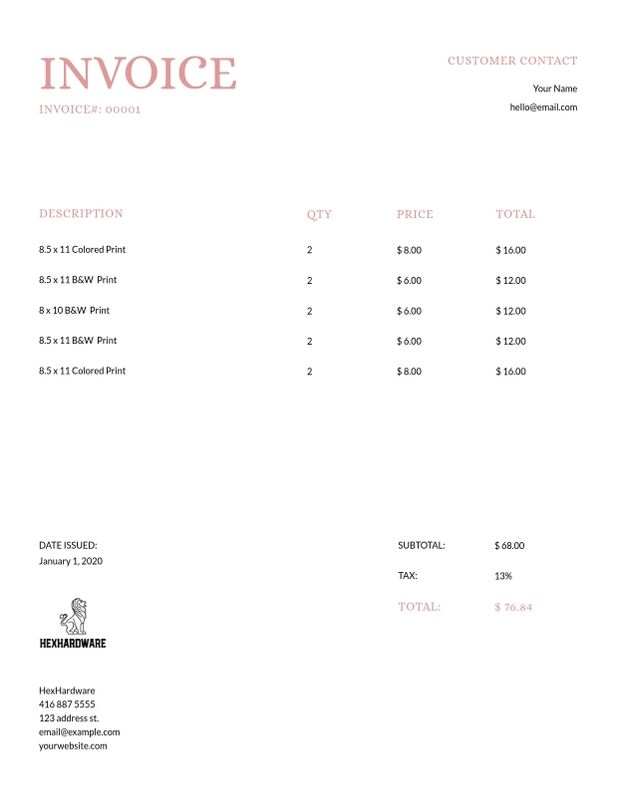 INVOICE
INVOICE#: 00001
CUSTOMER CONTACT
Your Name
hello@email.com
DESCRIPTION QTY PRICE TOTAL
8.5 x 11 Colored Print 2 $ 8.00 $ 16.00
8.5 x 11 B&W Print 2 $ 6.00 $ 12.00
8 x 10 B&W Print 2 $ 6.00 $ 12.00
8.5 x 11 B&W Print 2 $ 6.00 $ 12.00
8.5 x 11 Colored Print 2 $ 8.00 $ 16.00
DATE ISSUED:
January 1, 2020
SUBTOTAL: $ 68.00
TAX: 13%
TOTAL: $ 76.84
HEXHARDWARE
HexHardware
416 887 5555
123 address st.
email@example.com
yourwebsite.com